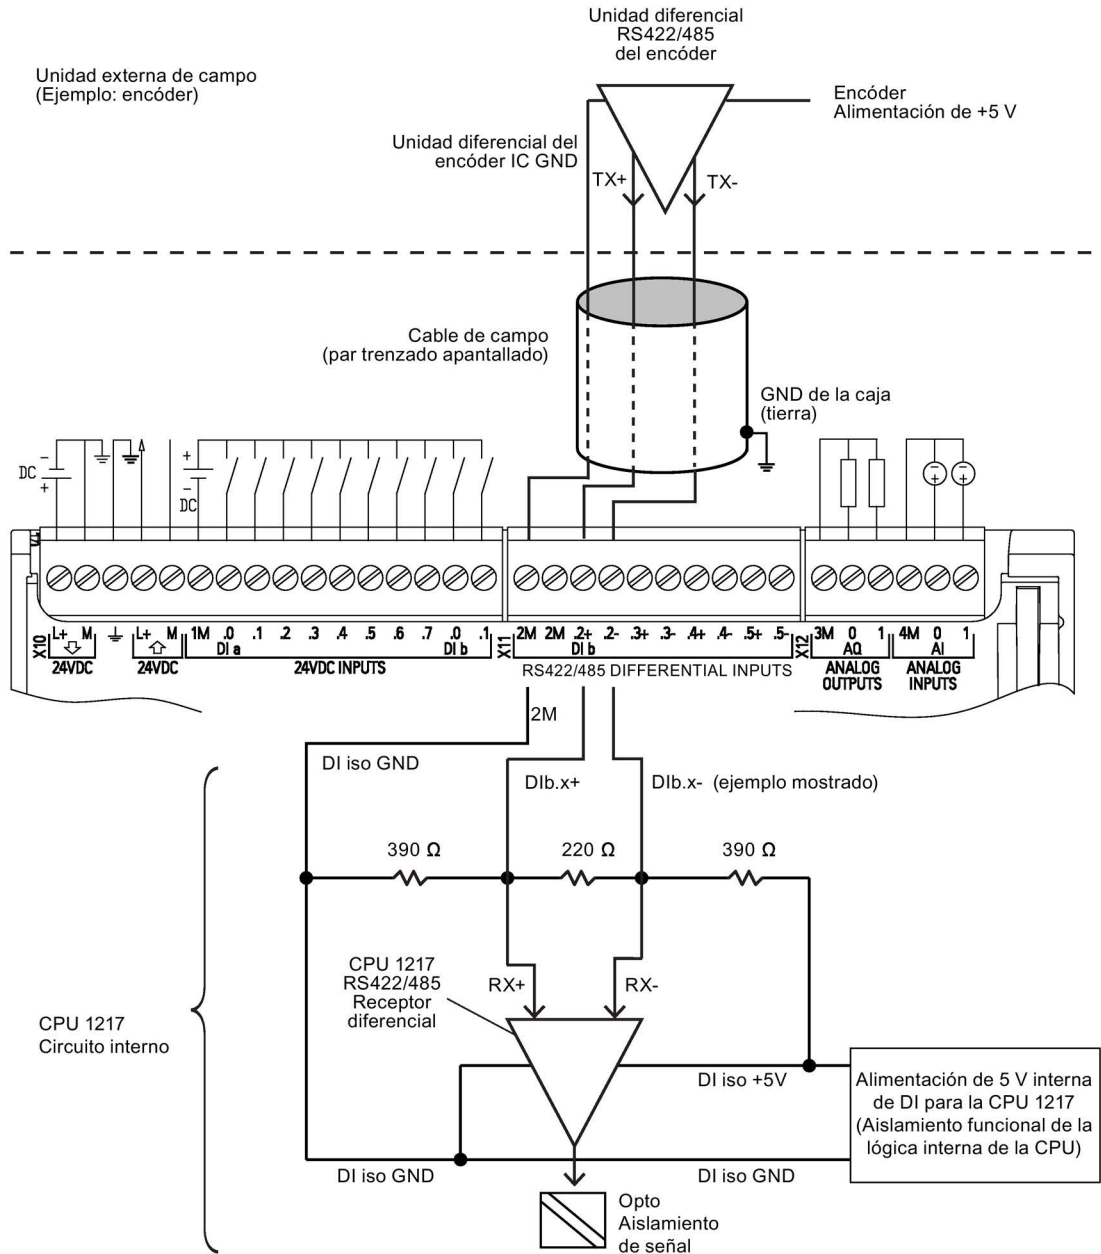 Unidad diferencial
RS422/485
del encóder
Unidad externa de campo
(Ejemplo: encóder)
Encóder
Alimentación de +5 V
Unidad diferencial del
encóder IC GND
TX+
TX-
Cable de campo
(par trenzado apantallado)
GND de la caja
(tierra)
DC
-
+
+
-
DC
X10
L+ M
24VDC
L+ M
24VDC
1M .0 .1 .2 .3 .4 .5 .6 .7 .0 .1
DI a
DI b
24VDC INPUTS
X11
2M 2M .2+ .2- .3+ .3- .4+ .4- .5+ .5-
DI b
RS422/485 DIFFERENTIAL INPUTS
X12
3M 0 1
AQ
ANALOG
OUTPUTS
4M 0 1
AI
ANALOG
INPUTS
2M
DI iso GND
DIb.x+
DIb.x- (ejemplo mostrado)
390 Ω
220 Ω
390 Ω
CPU 1217
RS422/485
Receptor
diferencial
RX+
RX-
CPU 1217
Circuito interno
DI iso +5V
Alimentación de 5 V interna
de DI para la CPU 1217
(Aislamiento funcional de la
lógica interna de la CPU)
DI iso GND
DI iso GND
Opto
Aislamiento
de señal